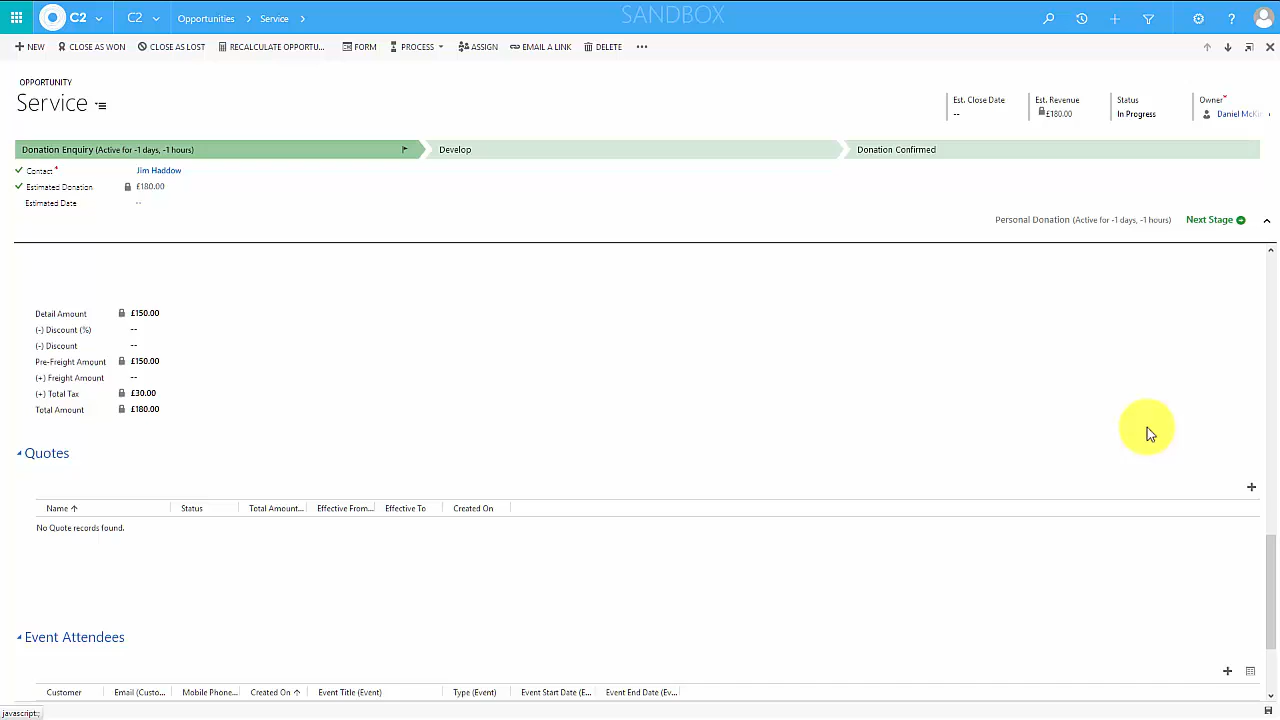 C2 C2 Opportunities Service SANDBOX ?
NEW CLOSE AS WON CLOSE AS LOST RECALCULATE OPPORTU... FORM PROCESS ASSIGN EMAIL A LINK DELETE ...
OPPORTUNITY
Service
Est. Close Date Est. Revenue Status Owner*
-- £180.00 In Progress
Donation Enquiry (Active for -1 days, -1 hours) Develop Donation Confirmed
Contact * Jim Haddow
Estimated Donation £180.00
Estimated Date --
Personal Donation (Active for -1 days, -1 hours) Next Stage
Detail Amount £150.00
(-) Discount (%) --
(-) Discount --
Pre-Freight Amount £150.00
(+) Freight Amount --
(+) Total Tax £30.00
Total Amount £180.00
Quotes
Name Status Total Amount... Effective From... Effective To Created On
No Quote records found.
Event Attendees
Customer Email (Custo... Mobile Phone... Created On Event Title (Event) Type (Event) Event Start Date (E... Event End Date (Ev...
javascript:;